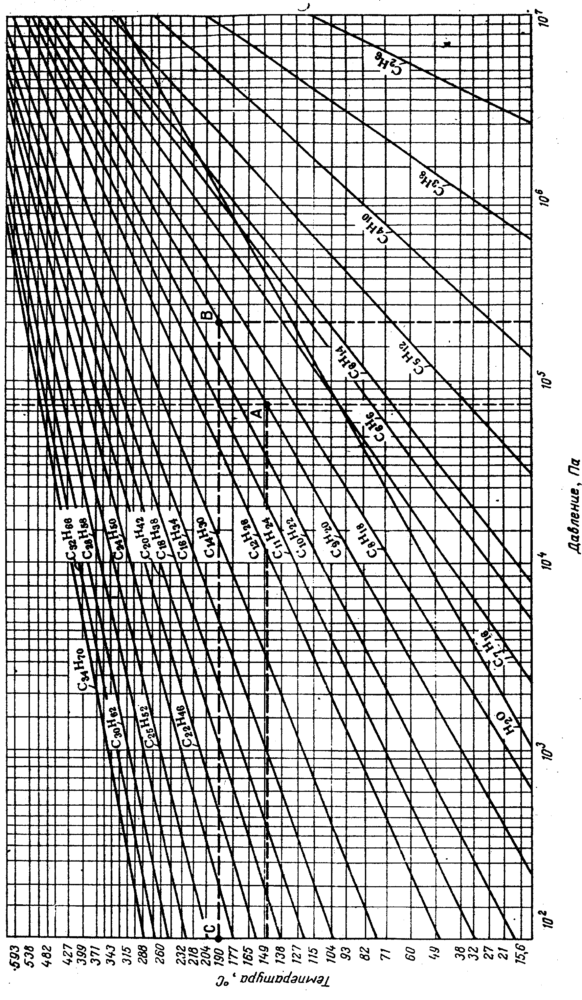 Температура, °C
593
538
482
427
399
371
343
315
288
260
232
218
204
190
177
165
149
138
127
115
104
93
82
71
60
49
38
32
27
21
15,6
Давление, Па
10²
10³
10⁴
10⁵
10⁶
10⁷
A
B
C
C₃₄H₇₀
C₃₂H₆₆
C₃₀H₆₂
C₂₈H₅₈
C₂₅H₅₂
C₂₄H₅₀
C₂₂H₄₆
C₂₀H₄₂
C₁₈H₃₈
C₁₆H₃₄
C₁₄H₃₀
C₁₂H₂₆
C₁₁H₂₄
C₁₀H₂₂
C₉H₂₀
C₈H₁₈
H₂O
C₇H₁₆
C₆H₆
C₆H₁₄
C₅H₁₂
C₄H₁₀
C₃H₈
C₂H₆